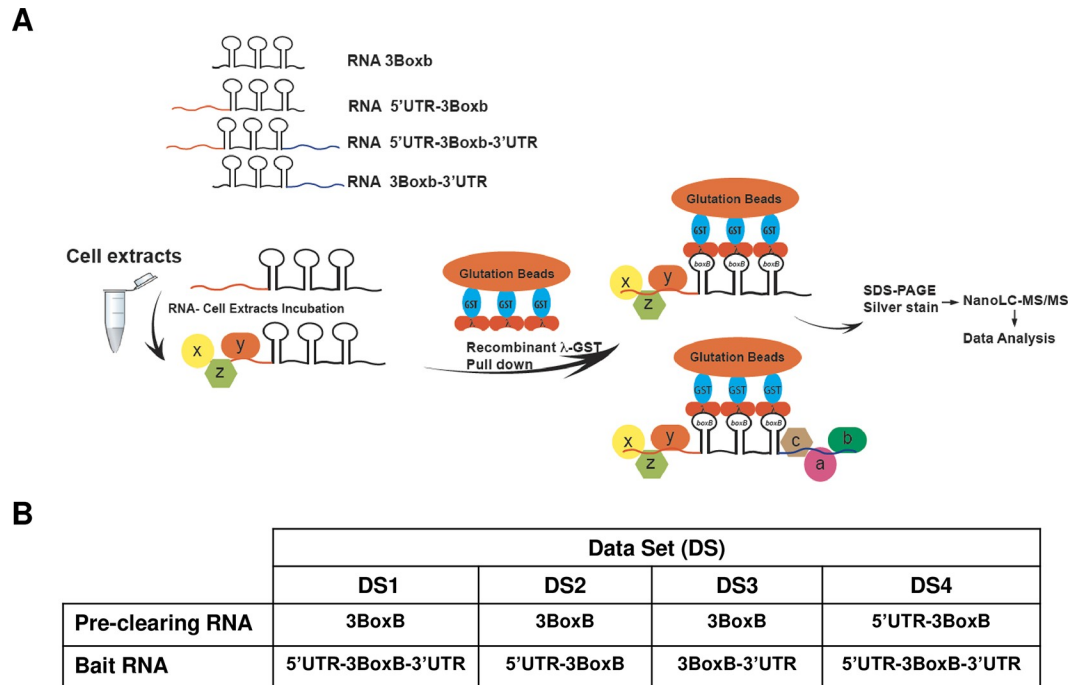 A
RNA 3Boxb
RNA 5'UTR-3Boxb
RNA 5'UTR-3Boxb-3'UTR
RNA 3Boxb-3'UTR
Cell extracts
RNA- Cell Extracts Incubation
x y
z
Glutation Beads
GST GST GST
λ λ λ
Recombinant λ-GST
Pull down
Glutation Beads
GST GST GST
λ λ λ
boxB boxB boxB
x y
z
SDS-PAGE
Silver stain
NanoLC-MS/MS
Data Analysis
Glutation Beads
GST GST GST
λ λ λ
boxB boxB boxB
x y c b
z a
B
Data Set (DS)
DS1 DS2 DS3 DS4
Pre-clearing RNA 3BoxB 3BoxB 3BoxB 5'UTR-3BoxB
Bait RNA 5'UTR-3BoxB-3'UTR 5'UTR-3BoxB 3BoxB-3'UTR 5'UTR-3BoxB-3'UTR